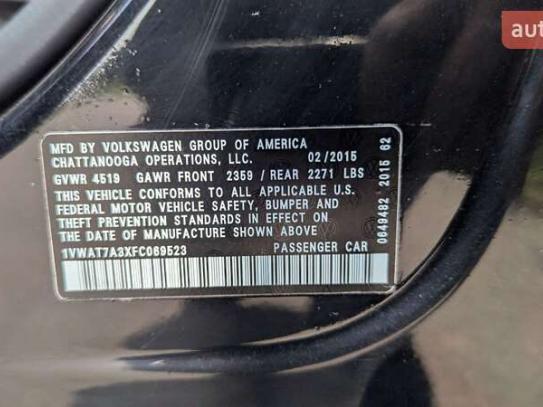 auto
MFD BY VOLKSWAGEN GROUP OF AMERICA
CHATTANOOGA OPERATIONS, LLC. 02/2015
GVWR 4519 GAWR FRONT 2359 / REAR 2271 LBS
THIS VEHICLE CONFORMS TO ALL APPLICABLE U.S.
FEDERAL MOTOR VEHICLE SAFETY, BUMPER AND
THEFT PREVENTION STANDARDS IN EFFECT ON
THE DATE OF MANUFACTURE SHOWN ABOVE
1VWAT7A3XFC069523 PASSENGER CAR
0649482 2015 62